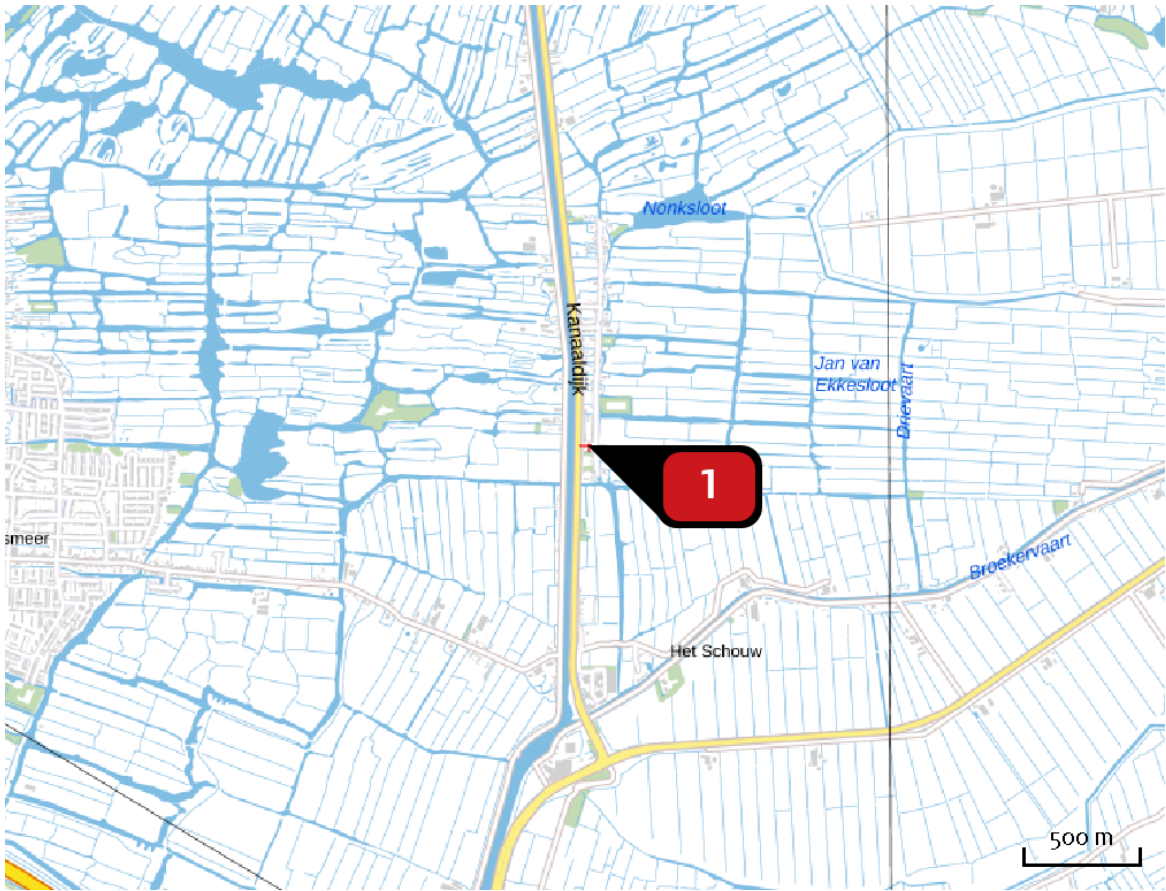 Nonksloot
Kanaaldijk
Jan van
Ekkesloot
Drievaart
1
smeer
Broekervaart
Het Schouw
500 m